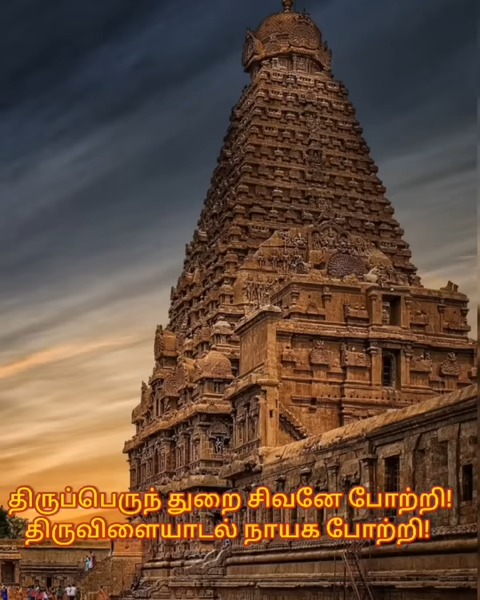 திருப்பெருந் துறை சிவனே போற்றி!
திருவிளையாடல் நாயக போற்றி!